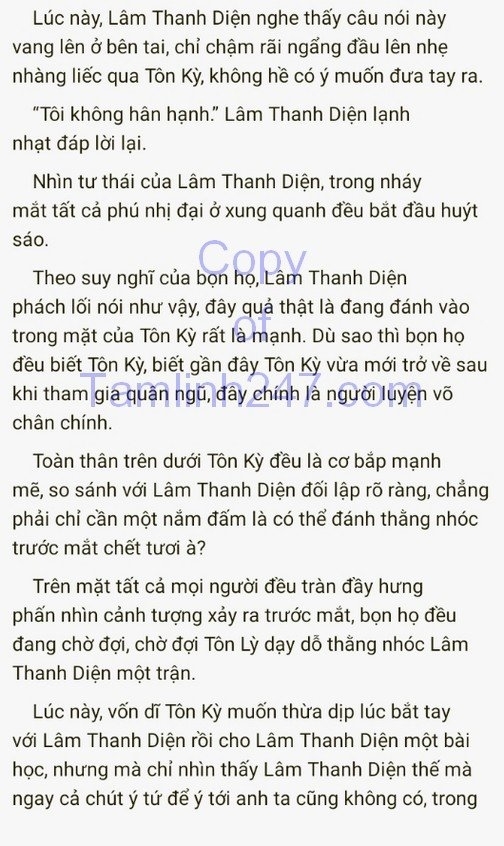 Lúc này, Lâm Thanh Diện nghe thấy câu nói này
vang lên ở bên tai, chỉ chậm rãi ngẩng đầu lên nhẹ
nhàng liếc qua Tôn Kỳ, không hề có ý muốn đưa tay ra.
“Tôi không hân hạnh.” Lâm Thanh Diện lạnh
nhạt đáp lời lại.
Nhìn tư thái của Lâm Thanh Diện, trong nháy
mắt tất cả phú nhị đại ở xung quanh đều bắt đầu huýt
sáo.
Copy
Theo suy nghĩ của bọn họ, Lâm Thanh Diện
phách lối nói như vậy, đây quả thật là đang đánh vào
of
trong mặt của Tôn Kỳ rất là mạnh. Dù sao thì bọn họ
đều biết Tôn Kỳ, biết gần đây Tôn Kỳ vừa mới trở về sau
Tamlinh247.com
khi tham gia quân ngũ, đây chính là người luyện võ
chân chính.
Toàn thân trên dưới Tôn Kỳ đều là cơ bắp mạnh
mẽ, so sánh với Lâm Thanh Diện đối lập rõ ràng, chẳng
phải chỉ cần một nắm đấm là có thể đánh thằng nhóc
trước mắt chết tươi à?
Trên mặt tất cả mọi người đều tràn đầy hưng
phấn nhìn cảnh tượng xảy ra trước mắt, bọn họ đều
đang chờ đợi, chờ đợi Tôn Lỳ dạy dỗ thằng nhóc Lâm
Thanh Diện một trận.
Lúc này, vốn dĩ Tôn Kỳ muốn thừa dịp lúc bắt tay
với Lâm Thanh Diện rồi cho Lâm Thanh Diện một bài
học, nhưng mà chỉ nhìn thấy Lâm Thanh Diện thế mà
ngay cả chút ý tứ để ý tới anh ta cũng không có, trong